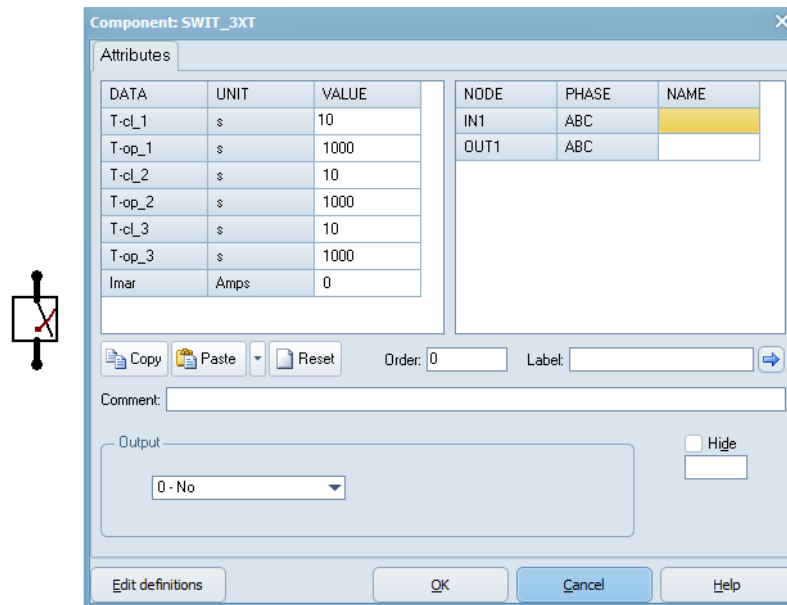 Component: SWIT_3XT
Attributes
DATA UNIT VALUE
T-cl_1 s 10
T-op_1 s 1000
T-cl_2 s 10
T-op_2 s 1000
T-cl_3 s 10
T-op_3 s 1000
Imar Amps 0
NODE PHASE NAME
IN1 ABC
OUT1 ABC
Copy Paste Reset Order: 0 Label:
Comment:
Output
0 - No
Hide
Edit definitions OK Cancel Help